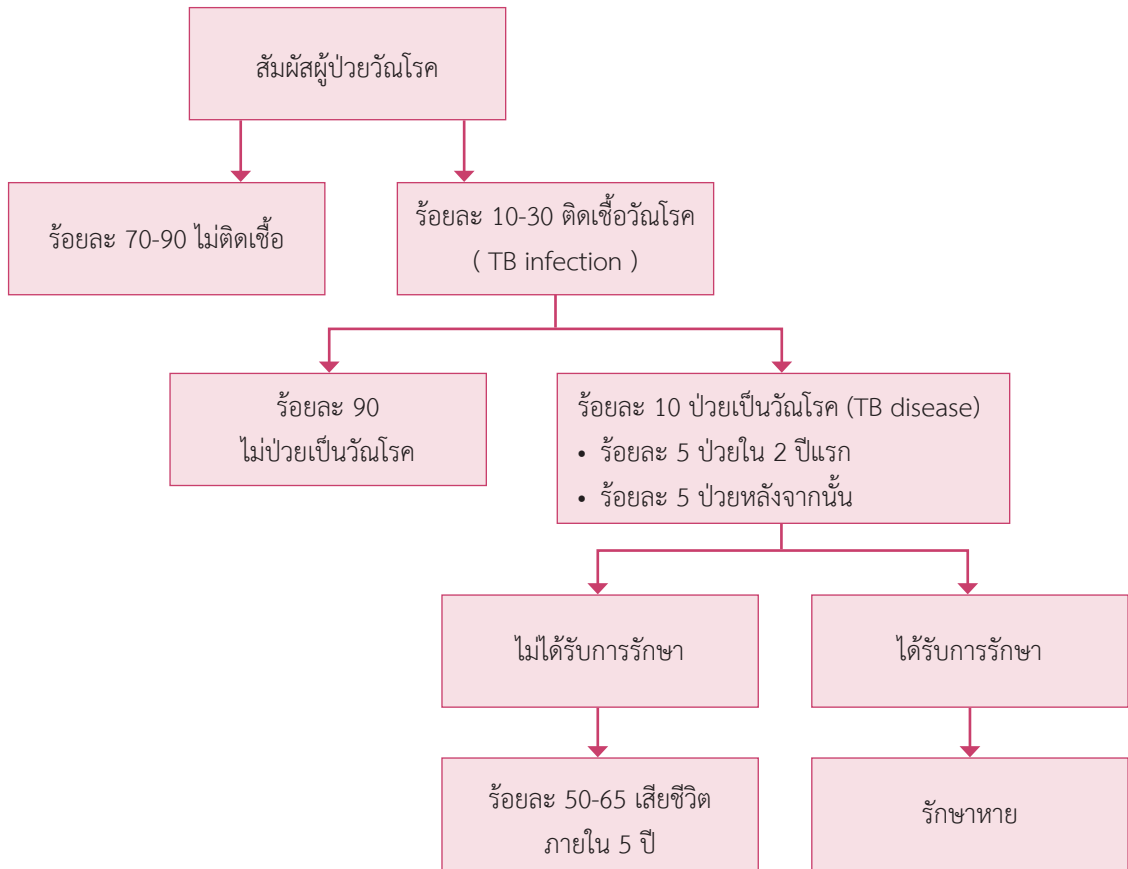 สัมผัสผู้ป่วยวัณโรค
ร้อยละ 70-90 ไม่ติดเชื้อ
ร้อยละ 10-30 ติดเชื้อวัณโรค
( TB infection )
ร้อยละ 90
ไม่ป่วยเป็นวัณโรค
ร้อยละ 10 ป่วยเป็นวัณโรค (TB disease)
• ร้อยละ 5 ป่วยใน 2 ปีแรก
• ร้อยละ 5 ป่วยหลังจากนั้น
ไม่ได้รับการรักษา
ได้รับการรักษา
ร้อยละ 50-65 เสียชีวิต
ภายใน 5 ปี
รักษาหาย